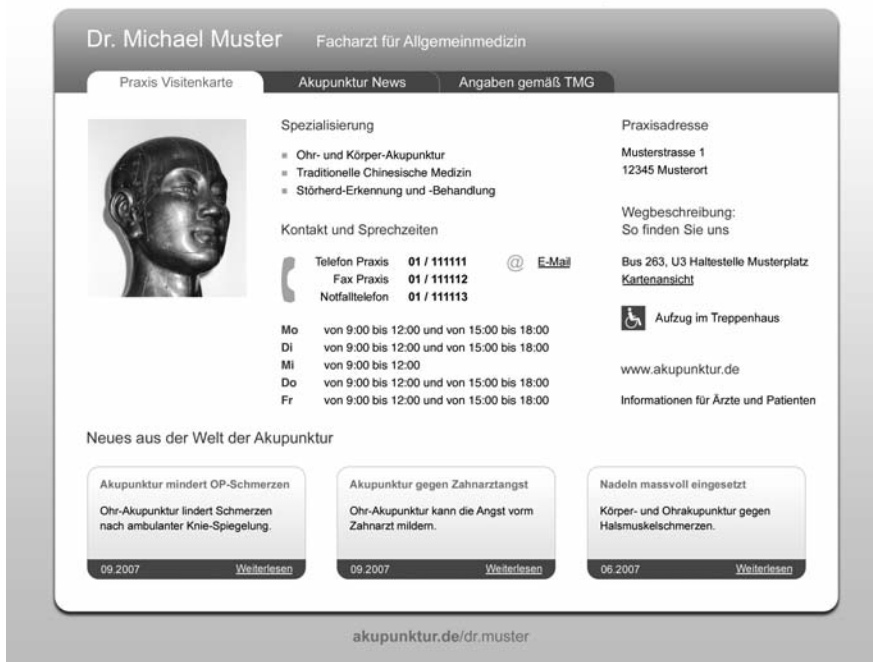 Dr. Michael Muster Facharzt für Allgemeinmedizin
Praxis Visitenkarte Akupunktur News Angaben gemäß TMG
Spezialisierung
Ohr- und Körper-Akupunktur
Traditionelle Chinesische Medizin
Störherd-Erkennung und -Behandlung
Kontakt und Sprechzeiten
Telefon Praxis 01 / 111111 @ E-Mail
Fax Praxis 01 / 111112
Notfalltelefon 01 / 111113
Mo von 9:00 bis 12:00 und von 15:00 bis 18:00
Di von 9:00 bis 12:00 und von 15:00 bis 18:00
Mi von 9:00 bis 12:00
Do von 9:00 bis 12:00 und von 15:00 bis 18:00
Fr von 9:00 bis 12:00 und von 15:00 bis 18:00
Praxisadresse
Musterstrasse 1
12345 Musterort
Wegbeschreibung:
So finden Sie uns
Bus 263, U3 Haltestelle Musterplatz
Kartenansicht
Aufzug im Treppenhaus
www.akupunktur.de
Informationen für Ärzte und Patienten
Neues aus der Welt der Akupunktur
Akupunktur mindert OP-Schmerzen
Ohr-Akupunktur lindert Schmerzen
nach ambulanter Knie-Spiegelung.
09.2007 Weiterlesen
Akupunktur gegen Zahnarztangst
Ohr-Akupunktur kann die Angst vorm
Zahnarzt mildern.
09.2007 Weiterlesen
Nadeln massvoll eingesetzt
Körper- und Ohrakupunktur gegen
Halsmuskelschmerzen.
06.2007 Weiterlesen
akupunktur.de/dr.muster